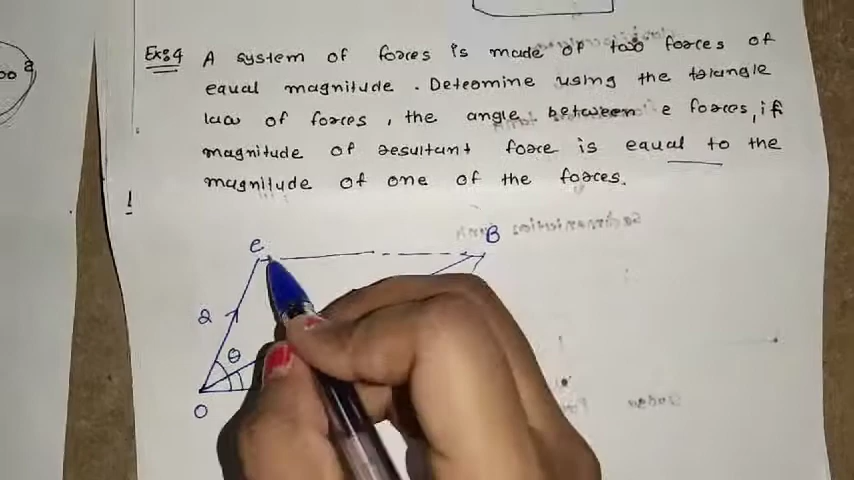 Ex:4 A system of forces is made of two forces of
equal magnitude. Determine using the triangle
law of forces, the angle between e forces, if
magnitude of resultant force is equal to the
magnitude of one of the forces.
e
B
Q
θ
O